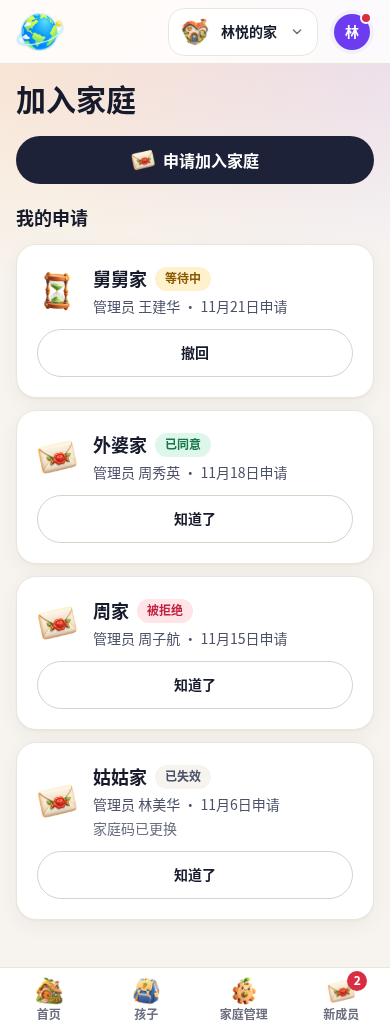 林悦的家
林
加入家庭
申请加入家庭
我的申请
舅舅家 等待中
管理员 王建华 · 11月21日申请
撤回
外婆家 已同意
管理员 周秀英 · 11月18日申请
知道了
周家 被拒绝
管理员 周子航 · 11月15日申请
知道了
姑姑家 已失效
管理员 林美华 · 11月6日申请
家庭码已更换
知道了
2
首页 孩子 家庭管理 新成员